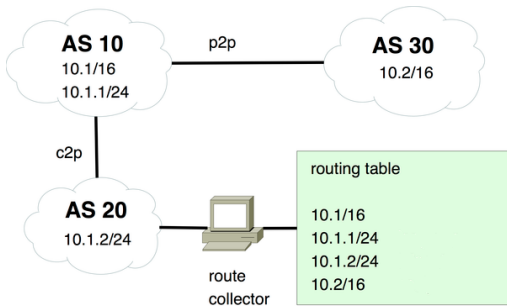 AS 10
10.1/16
10.1.1/24
p2p
AS 30
10.2/16
c2p
AS 20
10.1.2/24
route
collector
routing table
10.1/16
10.1.1/24
10.1.2/24
10.2/16